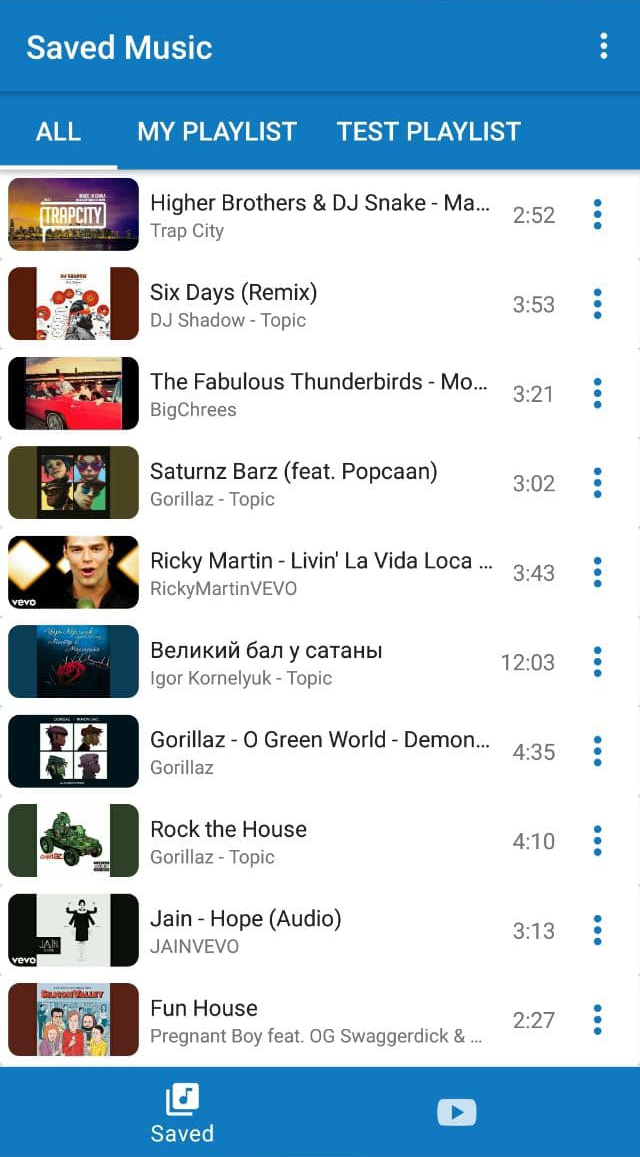 Saved Music
ALL MY PLAYLIST TEST PLAYLIST
TRAPCITY
Higher Brothers & DJ Snake - Ma...
2:52
Trap City
DJ SHADOW
Six Days (Remix)
3:53
DJ Shadow - Topic
The Fabulous Thunderbirds - Mo...
3:21
BigChrees
Saturnz Barz (feat. Popcaan)
3:02
Gorillaz - Topic
Ricky Martin - Livin' La Vida Loca ...
3:43
RickyMartinVEVO
vevo
Великий бал у сатаны
12:03
Igor Kornelyuk - Topic
Gorillaz - O Green World - Demon...
4:35
Gorillaz
Rock the House
4:10
Gorillaz - Topic
Jain - Hope (Audio)
3:13
JAINVEVO
JAIN
vevo
SILICON VALLEY
Fun House
2:27
Pregnant Boy feat. OG Swaggerdick & ...
Saved